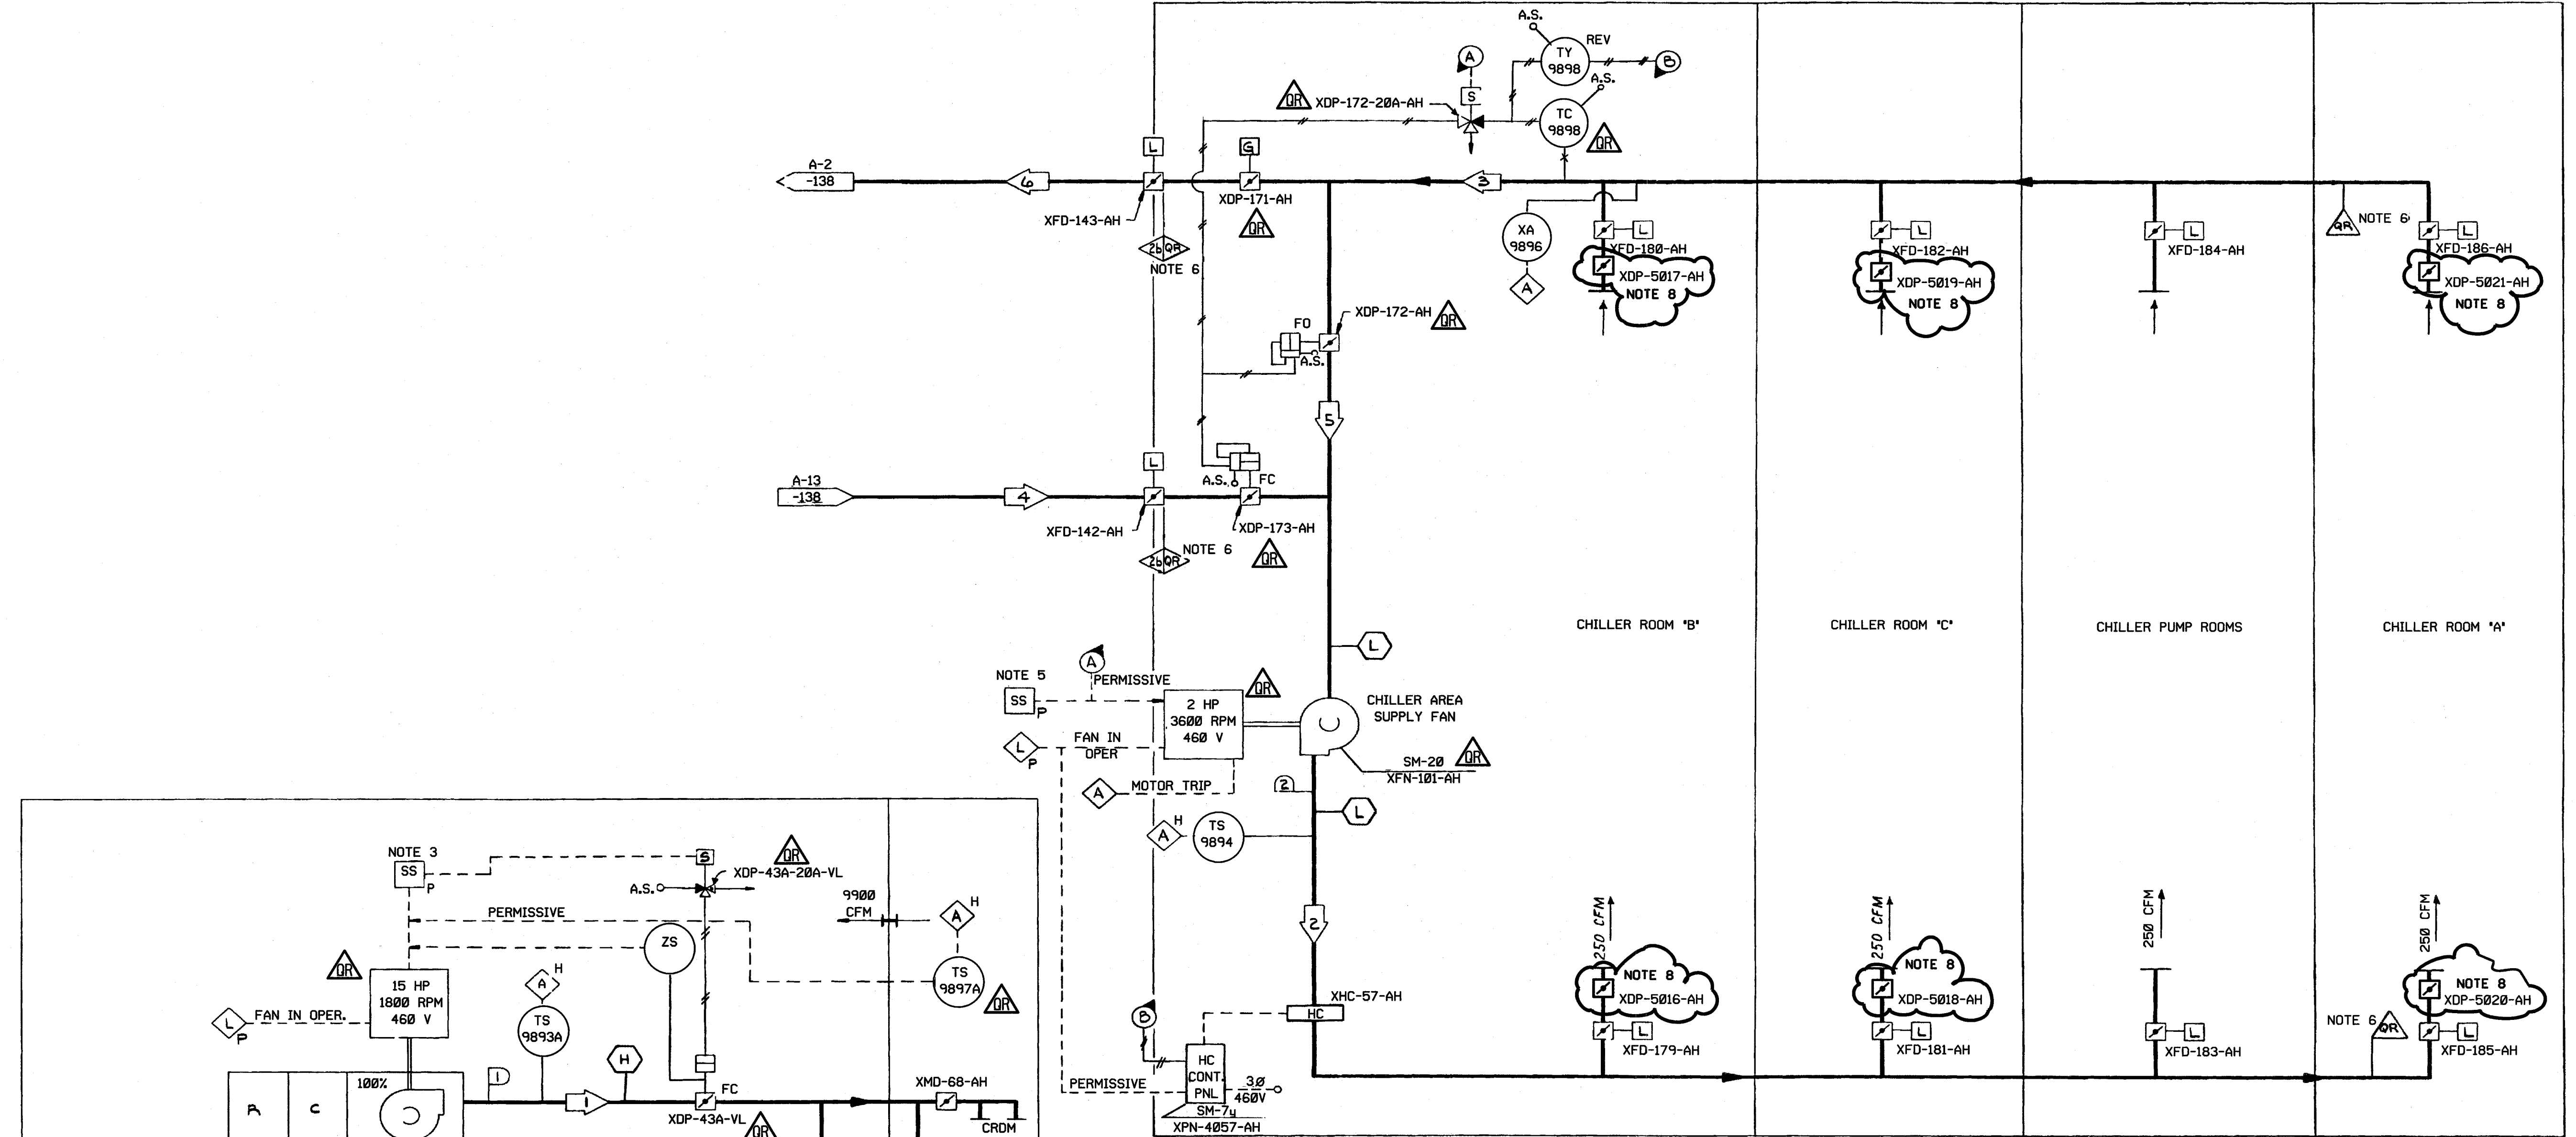 A.S.
TY
9898
REV
B
A
S
A.S.
TC
9898
QR
XDP-172-20A-AH
QR
L
G
A-2
-138
6
3
XFD-143-AH
XDP-171-AH
QR
2b QR
NOTE 6
XA
9896
A
XFD-180-AH
L
XDP-5017-AH
NOTE 8
XFD-182-AH
L
XDP-5019-AH
NOTE 8
L
XFD-184-AH
QR
NOTE 6
L
XFD-186-AH
XDP-5021-AH
NOTE 8
FO
A.S.
XDP-172-AH
QR
5
L
A.S.
FC
A-13
-138
4
XFD-142-AH
XDP-173-AH
2b QR
NOTE 6
QR
CHILLER ROOM "B"
CHILLER ROOM "C"
CHILLER PUMP ROOMS
CHILLER ROOM "A"
L
A
NOTE 5
SS
P
PERMISSIVE
QR
2 HP
3600 RPM
460 V
CHILLER AREA
SUPPLY FAN
L
P
FAN IN
OPER
SM-20
QR
XFN-101-AH
A
MOTOR TRIP
2
L
A
H
TS
9894
2
NOTE 3
SS
P
S
QR
XDP-43A-20A-VL
A.S.
9900
CFM
A
H
PERMISSIVE
ZS
TS
9897A
QR
QR
15 HP
1800 RPM
460 V
L
P
FAN IN OPER.
A
H
TS
9893A
H
1
1
R
C
100%
FC
XDP-43A-VL
QR
XMD-68-AH
CRDM
B
XHC-57-AH
HC
HC
CONT.
PNL
PERMISSIVE
3Ø
460V
SM-7y
XPN-4057-AH
250 CFM
NOTE 8
XDP-5016-AH
L
XFD-179-AH
250 CFM
NOTE 8
XDP-5018-AH
L
XFD-181-AH
250 CFM
L
XFD-183-AH
250 CFM
NOTE 8
XDP-5020-AH
NOTE 6
QR
L
XFD-185-AH